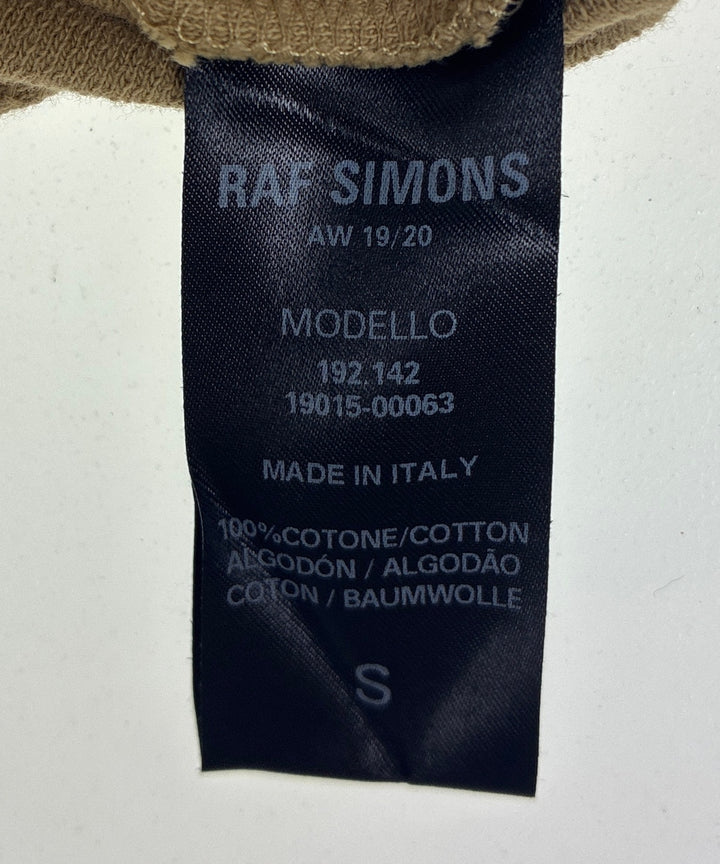 RAF SIMONS
AW 19/20
MODELLO
192.142
19015-00063
MADE IN ITALY
100%COTONE/COTTON
ALGODÓN / ALGODÃO
COTON / BAUMWOLLE
S